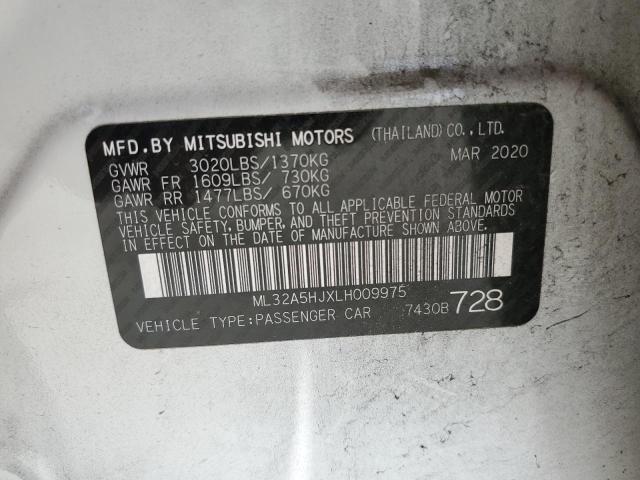 MFD.BY MITSUBISHI MOTORS (THAILAND) CO., LTD.
GVWR 3020LBS/1370KG MAR 2020
GAWR FR 1609LBS/ 730KG
GAWR RR 1477LBS/ 670KG
THIS VEHICLE CONFORMS TO ALL APPLICABLE FEDERAL MOTOR
VEHICLE SAFETY, BUMPER, AND THEFT PREVENTION STANDARDS
IN EFFECT ON THE DATE OF MANUFACTURE SHOWN ABOVE.
ML32A5HJXLH009975
VEHICLE TYPE:PASSENGER CAR 7430B 728